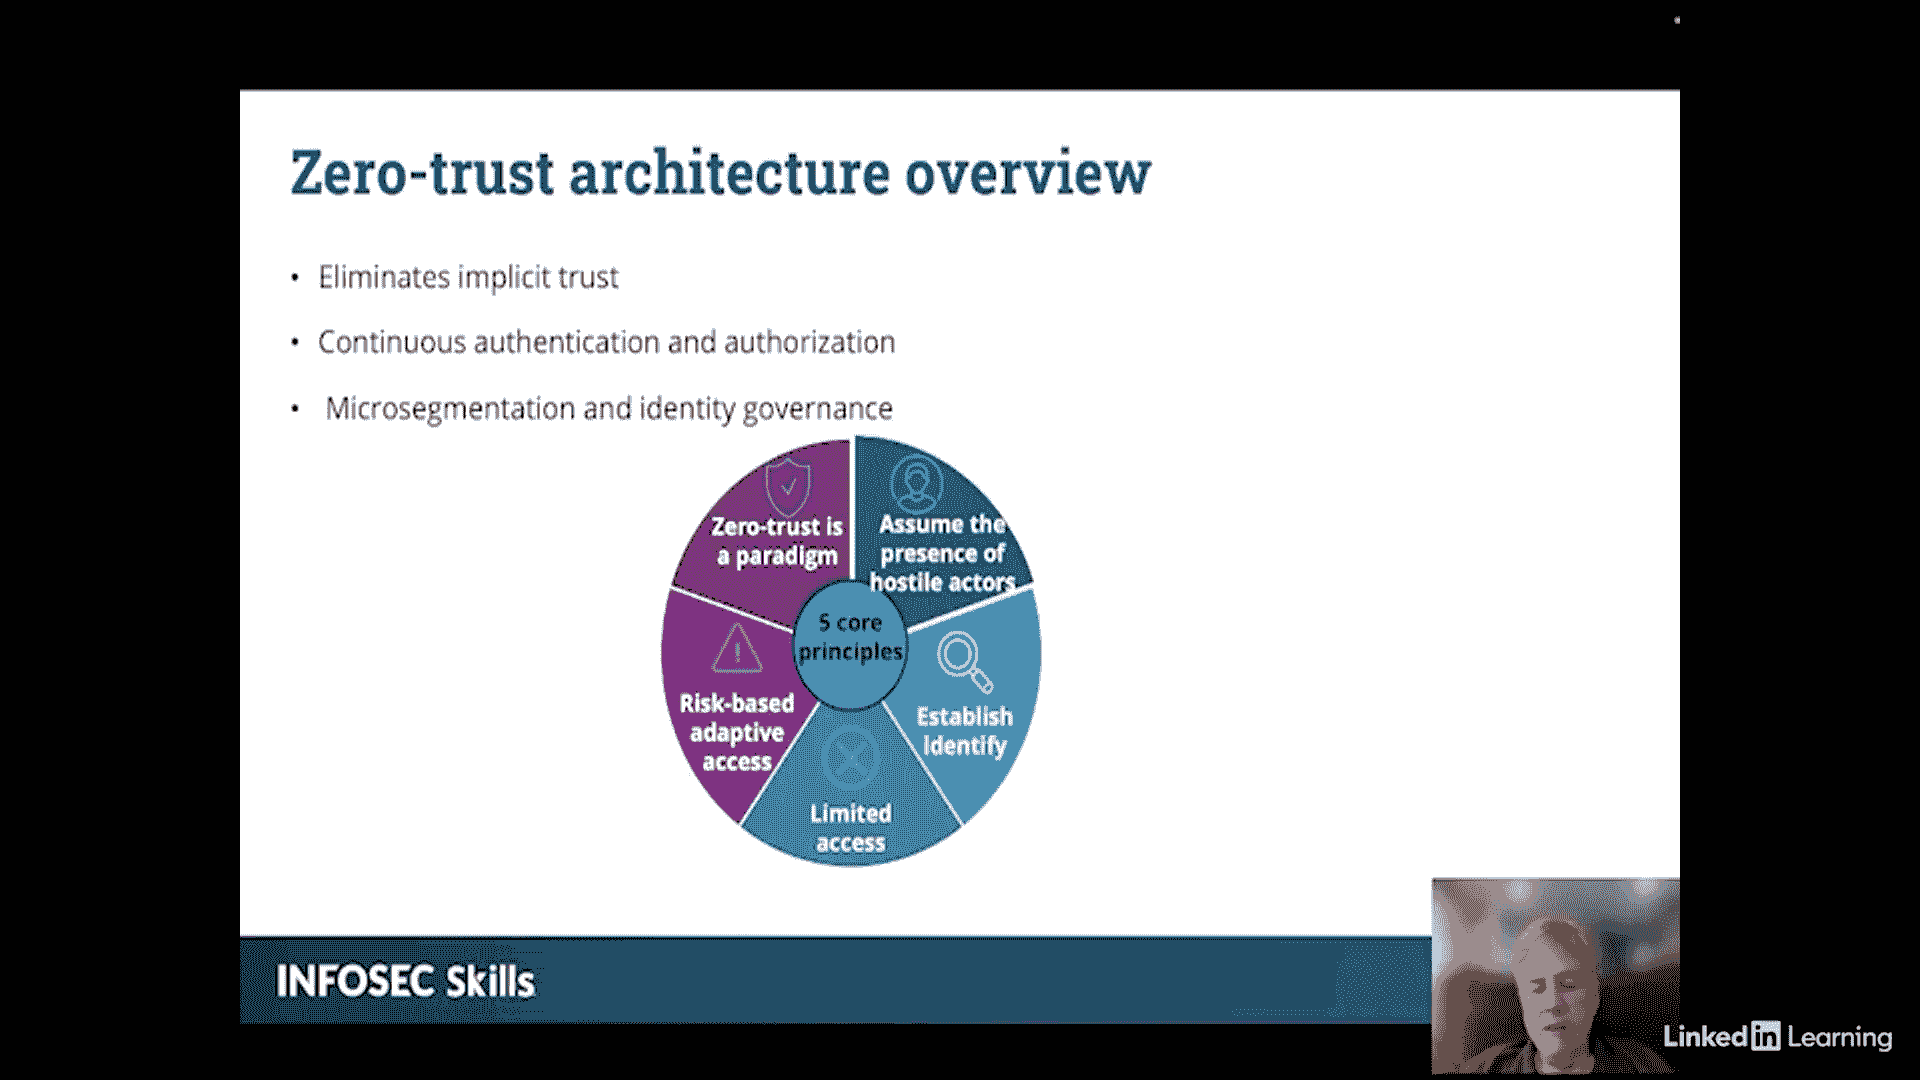 Zero-trust architecture overview
• Eliminates implicit trust
• Continuous authentication and authorization
• Microsegmentation and identity governance
Zero-trust is
a paradigm
Assume the
presence of
hostile actors
5 core
principles
Risk-based
adaptive
access
Establish
Identify
Limited
access
INFOSEC Skills
Linked in Learning